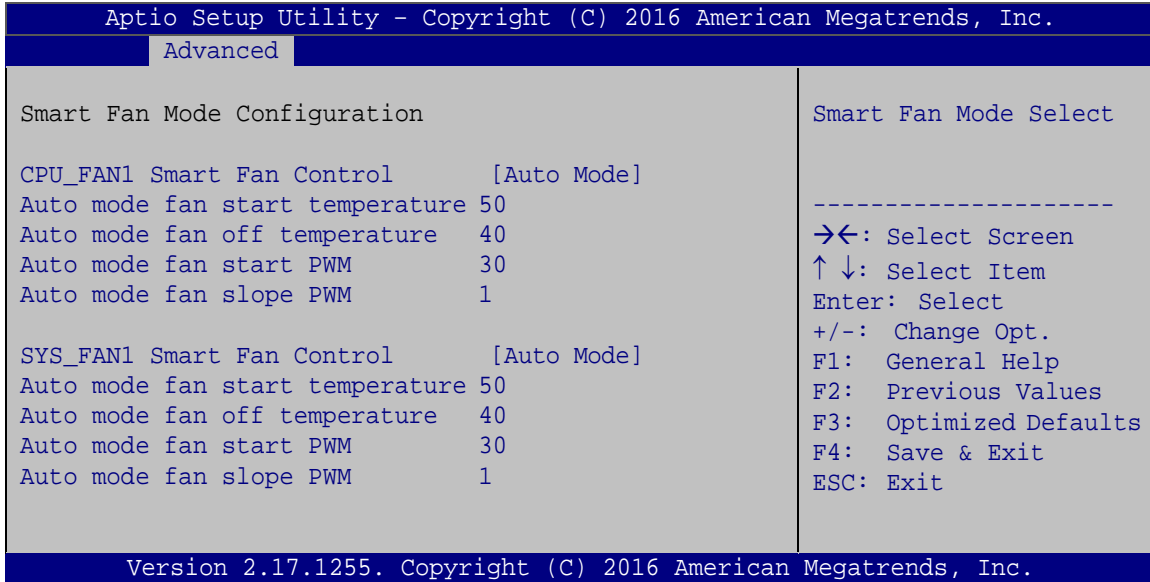 Aptio Setup Utility – Copyright (C) 2016 American Megatrends, Inc.
Advanced
Smart Fan Mode Configuration
CPU_FAN1 Smart Fan Control [Auto Mode]
Auto mode fan start temperature 50
Auto mode fan off temperature 40
Auto mode fan start PWM 30
Auto mode fan slope PWM 1
SYS_FAN1 Smart Fan Control [Auto Mode]
Auto mode fan start temperature 50
Auto mode fan off temperature 40
Auto mode fan start PWM 30
Auto mode fan slope PWM 1
Smart Fan Mode Select
---------------------
→←: Select Screen
↑ ↓: Select Item
Enter: Select
+/-: Change Opt.
F1: General Help
F2: Previous Values
F3: Optimized Defaults
F4: Save & Exit
ESC: Exit
Version 2.17.1255. Copyright (C) 2016 American Megatrends, Inc.